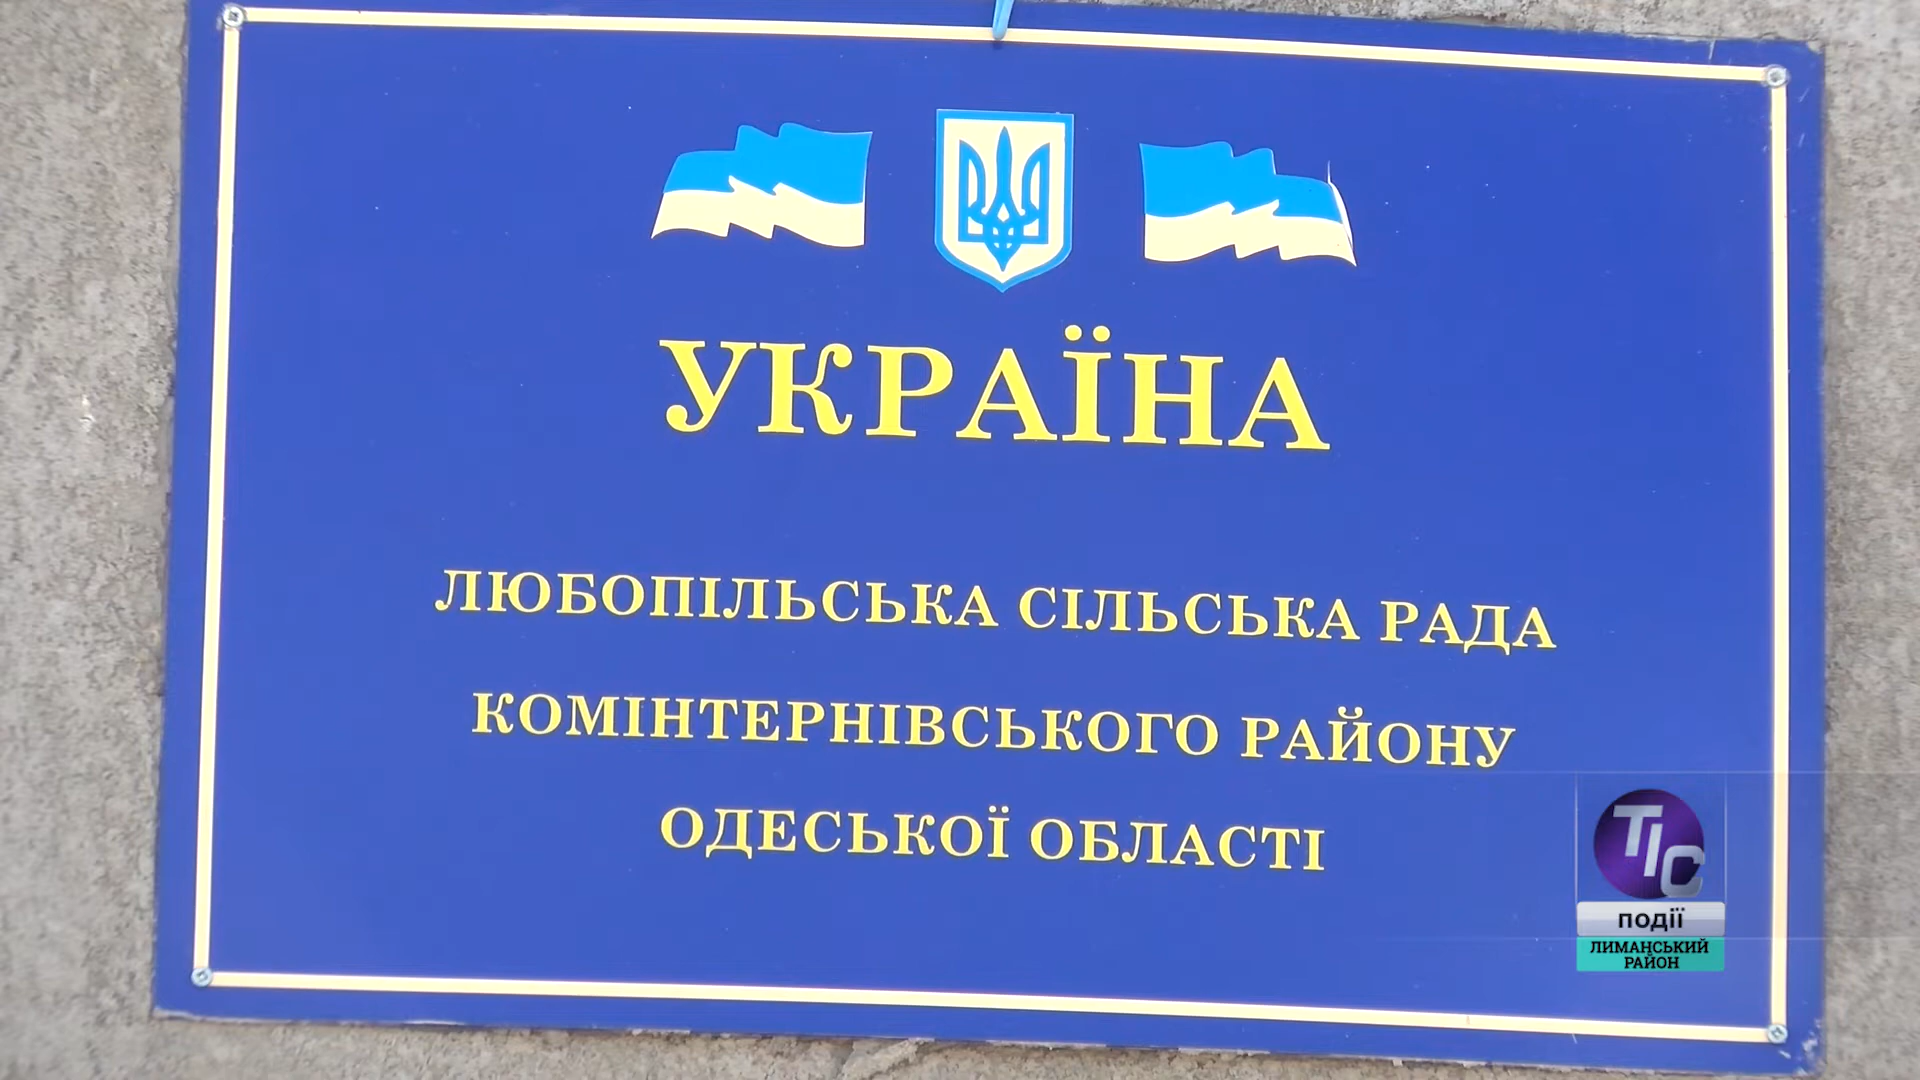 УКРАЇНА
ЛЮБОПІЛЬСЬКА СІЛЬСЬКА РАДА
КОМІНТЕРНІВСЬКОГО РАЙОНУ
ОДЕСЬКОЇ ОБЛАСТІ
ТІС
події
ЛИМАНСЬКИЙ
РАЙОН